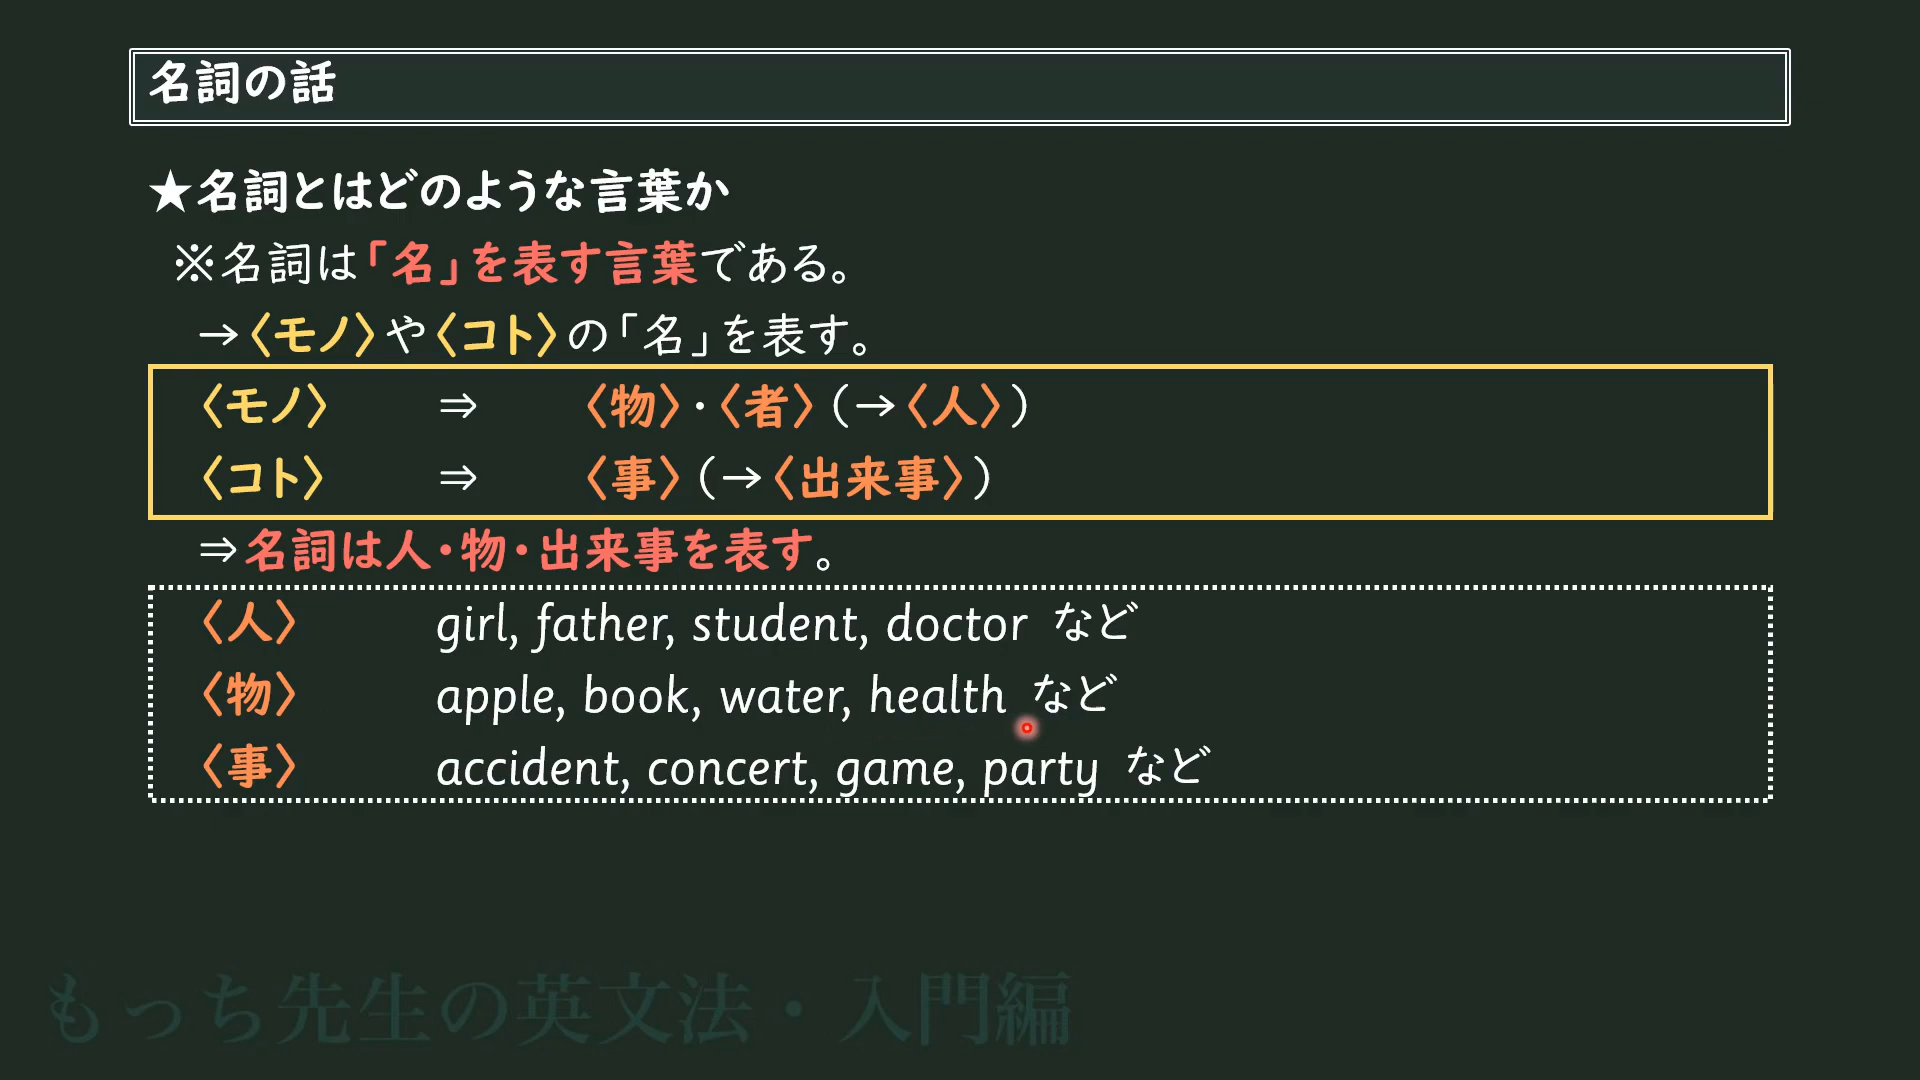 名詞の話
★名詞とはどのような言葉か
※名詞は「名」を表す言葉である。
→〈モノ〉や〈コト〉の「名」を表す。
〈モノ〉 ⇒ 〈物〉・〈者〉(→〈人〉)
〈コト〉 ⇒ 〈事〉(→〈出来事〉)
⇒名詞は人・物・出来事を表す。
〈人〉 girl, father, student, doctor など
〈物〉 apple, book, water, health など
〈事〉 accident, concert, game, party など
もっち先生の英文法・入門編